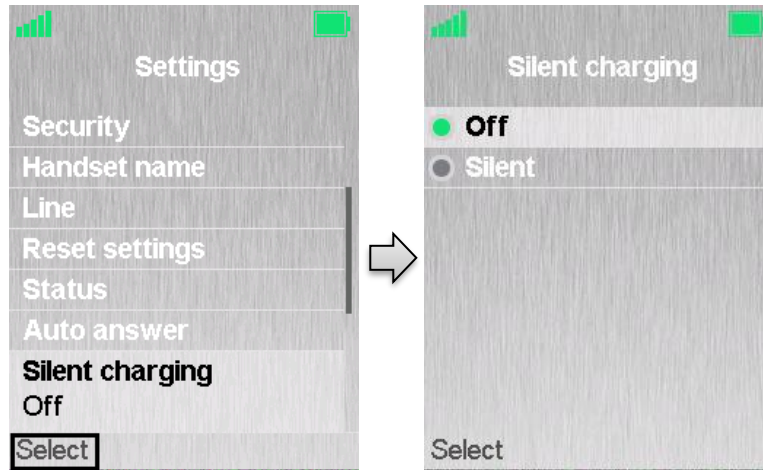 Settings
Security
Handset name
Line
Reset settings
Status
Auto answer
Silent charging
Off
Select
Silent charging
Off
Silent
Select